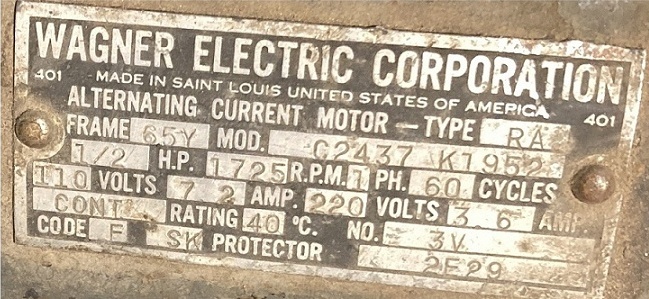 WAGNER ELECTRIC CORPORATION
401 MADE IN SAINT LOUIS UNITED STATES OF AMERICA 401
ALTERNATING CURRENT MOTOR — TYPE RA
FRAME 65Y MOD. G2437 K1952
1/2 H.P. 1725 R.P.M. 1 PH. 60 CYCLES
110 VOLTS 7 2 AMP. 220 VOLTS 3 6 AMP.
CONT. RATING 40 °C. NO. 3V
CODE F SK PROTECTOR 2F29